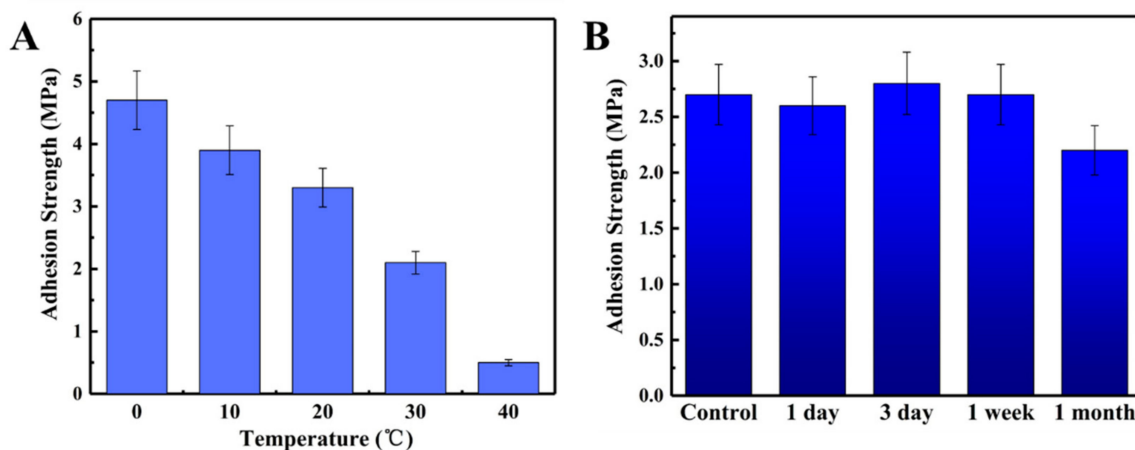 A
Adhesion Strength (MPa)
6
5
4
3
2
1
0
0 10 20 30 40
Temperature (℃)
B
Adhesion Strength (MPa)
3.0
2.5
2.0
1.5
1.0
0.5
0.0
Control 1 day 3 day 1 week 1 month